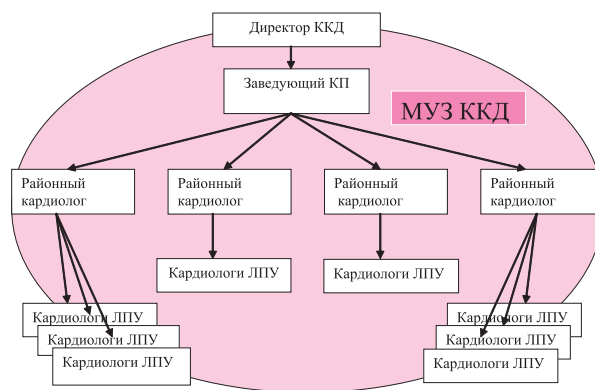 Директор ККД
Заведующий КП
МУЗ ККД
Районный
кардиолог
Районный
кардиолог
Районный
кардиолог
Районный
кардиолог
Кардиологи ЛПУ
Кардиологи ЛПУ
Кардиологи ЛПУ
Кардиологи ЛПУ
Кардиологи ЛПУ
Кардиологи ЛПУ
Кардиологи ЛПУ
Кардиологи ЛПУ